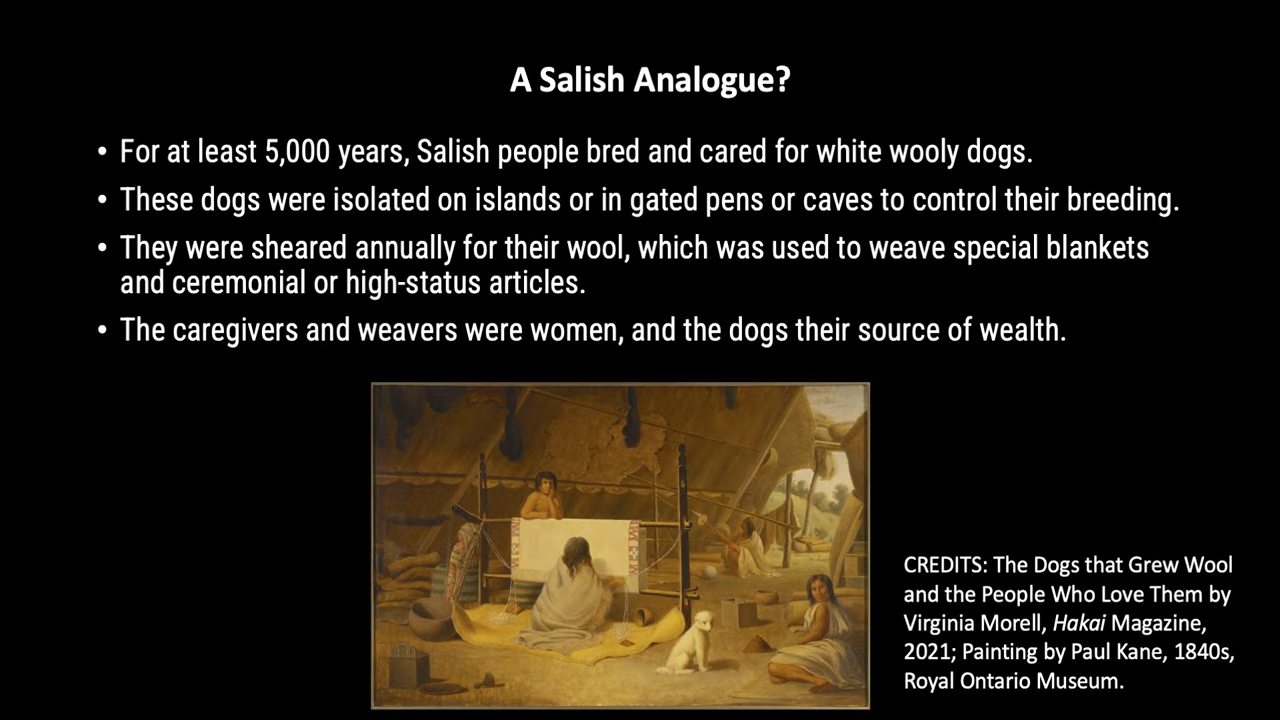 A Salish Analogue?
• For at least 5,000 years, Salish people bred and cared for white wooly dogs.
• These dogs were isolated on islands or in gated pens or caves to control their breeding.
• They were sheared annually for their wool, which was used to weave special blankets
and ceremonial or high-status articles.
• The caregivers and weavers were women, and the dogs their source of wealth.
CREDITS: The Dogs that Grew Wool
and the People Who Love Them by
Virginia Morell, Hakai Magazine,
2021; Painting by Paul Kane, 1840s,
Royal Ontario Museum.